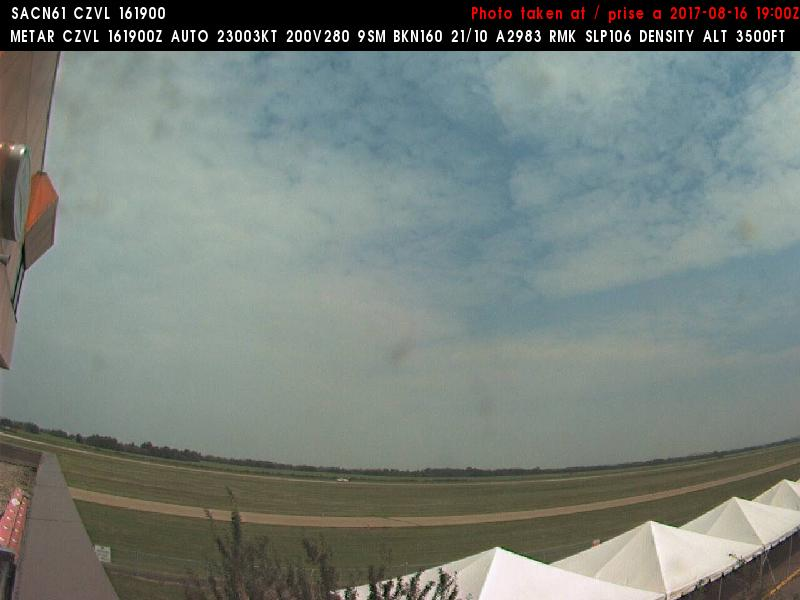 SACN61 CZVL 161900
Photo taken at / prise a 2017-08-16 19:00Z
METAR CZVL 161900Z AUTO 23003KT 200V280 9SM BKN160 21/10 A2983 RMK SLP106 DENSITY ALT 3500FT